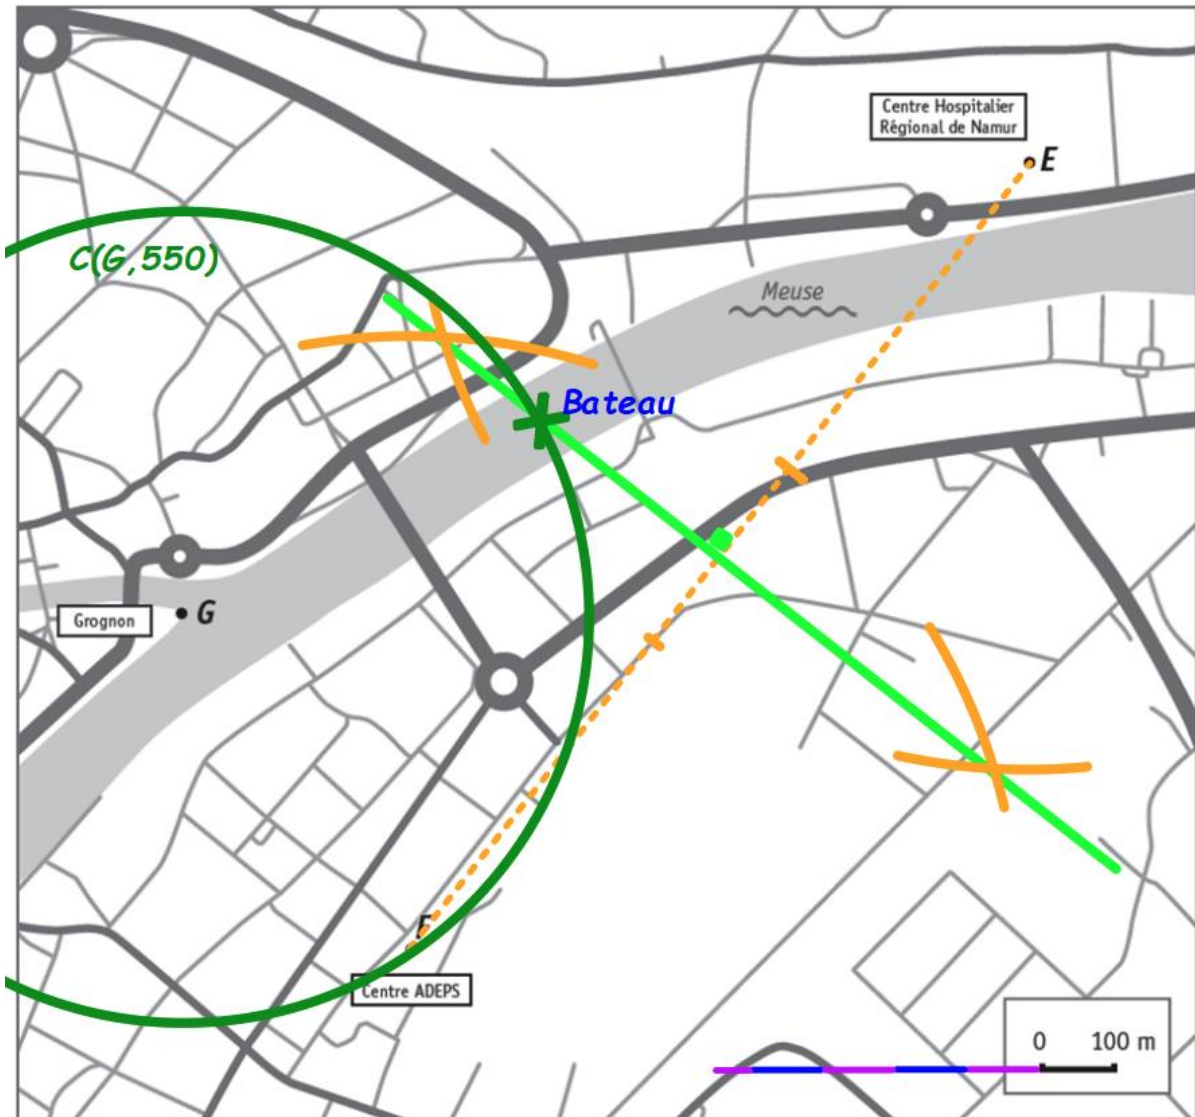 Centre Hospitalier
Régional de Namur
E
C(G,550)
Meuse
Bateau
Grognon
G
F
Centre ADEPS
0 100 m